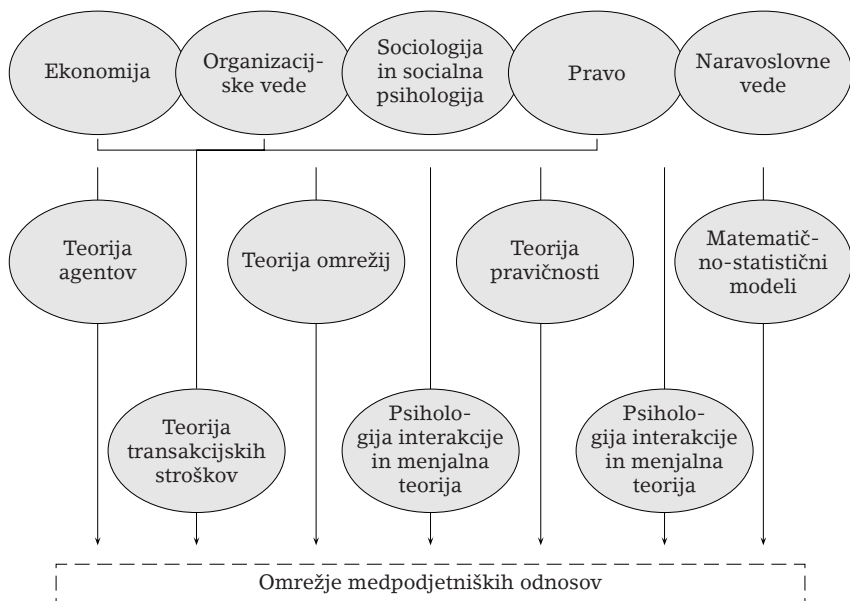 Ekonomija
Organizacij-
ske vede
Sociologija
in socialna
psihologija
Pravo
Naravoslovne
vede
Teorija
agentov
Teorija omrežij
Teorija
pravičnosti
Matematič-
no-statistični
modeli
Teorija
transakcijskih
stroškov
Psiholo-
gija interakcije
in menjalna
teorija
Psiholo-
gija interakcije
in menjalna
teorija
Omrežje medpodjetniških odnosov